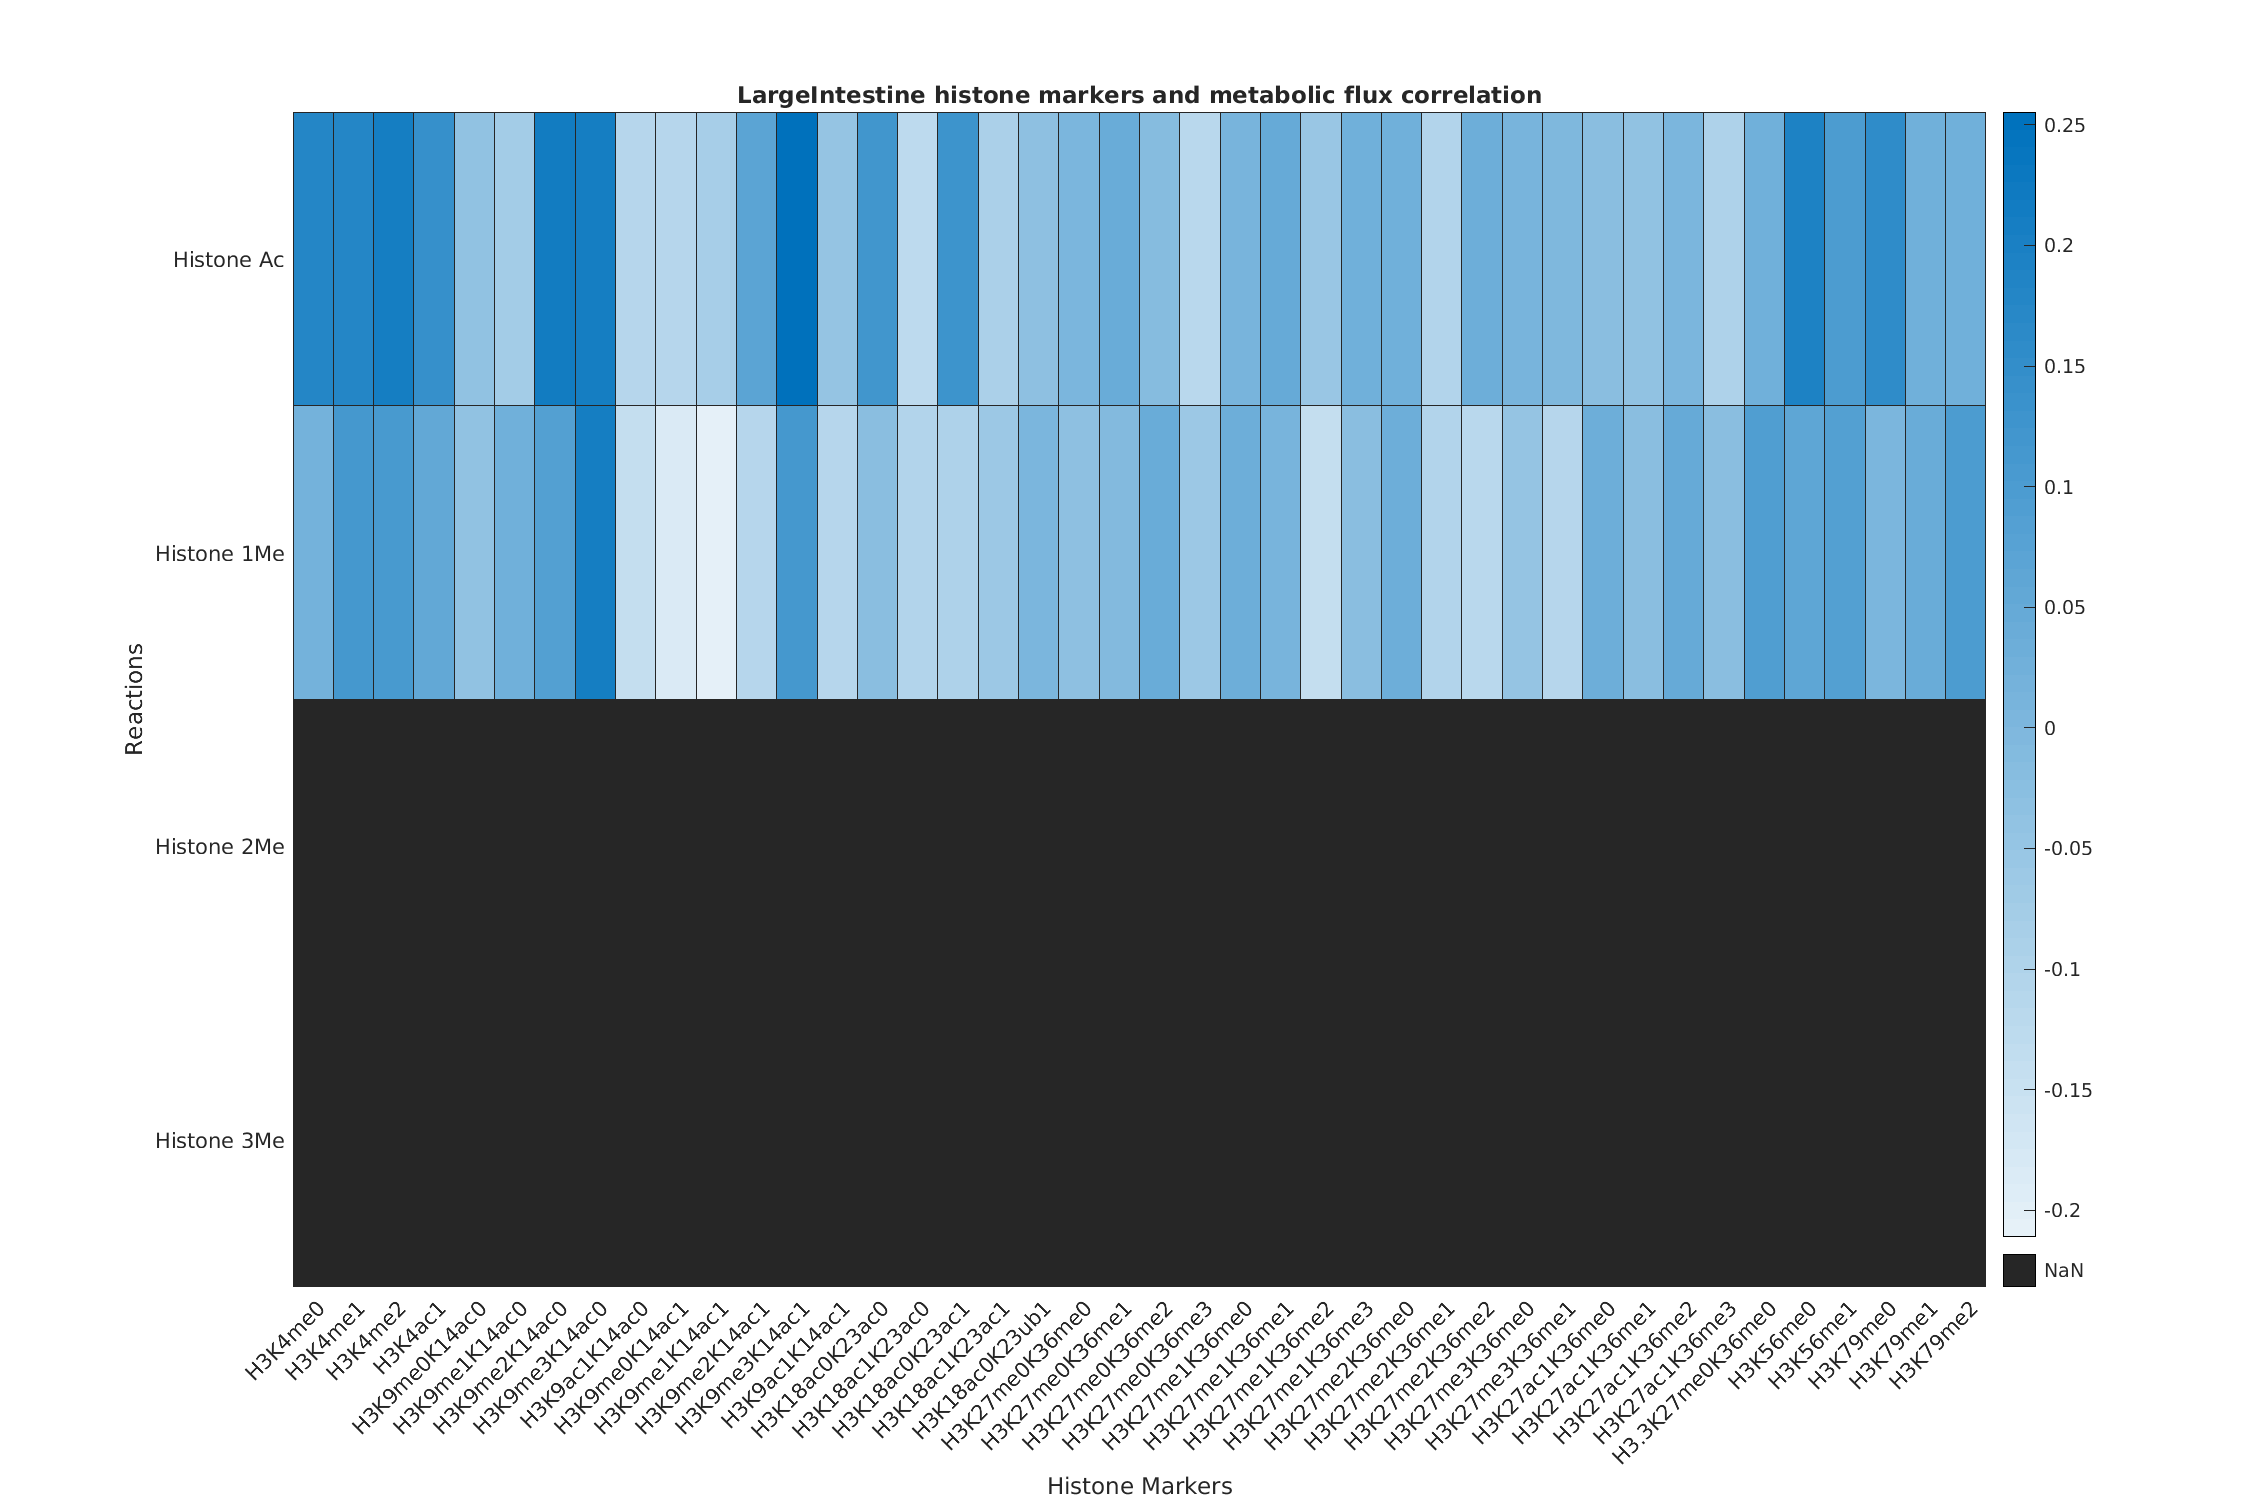 LargeIntestine histone markers and metabolic flux correlation
Reactions
Histone Ac
Histone 1Me
Histone 2Me
Histone 3Me
0.25
0.2
0.15
0.1
0.05
0
-0.05
-0.1
-0.15
-0.2
NaN
H3K4me0
H3K4me1
H3K4me2
H3K4ac1
H3K9me0K14ac0
H3K9me1K14ac0
H3K9me2K14ac0
H3K9me3K14ac0
H3K9ac1K14ac0
H3K9me0K14ac1
H3K9me1K14ac1
H3K9me2K14ac1
H3K9me3K14ac1
H3K9ac1K14ac1
H3K18ac0K23ac0
H3K18ac1K23ac0
H3K18ac0K23ac1
H3K18ac1K23ac1
H3K18ac0K23ub1
H3K27me0K36me0
H3K27me0K36me1
H3K27me0K36me2
H3K27me0K36me3
H3K27me1K36me0
H3K27me1K36me1
H3K27me1K36me2
H3K27me1K36me3
H3K27me2K36me0
H3K27me2K36me1
H3K27me2K36me2
H3K27me3K36me0
H3K27me3K36me1
H3K27ac1K36me0
H3K27ac1K36me1
H3K27ac1K36me2
H3K27ac1K36me3
H3.3K27me0K36me0
H3K56me0
H3K56me1
H3K79me0
H3K79me1
H3K79me2
Histone Markers